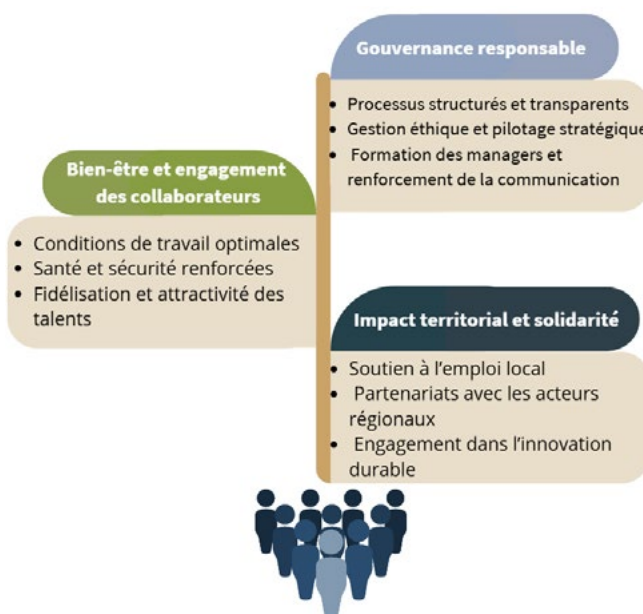 Gouvernance responsable
• Processus structurés et transparents
• Gestion éthique et pilotage stratégique
• Formation des managers et
renforcement de la communication
Bien-être et engagement
des collaborateurs
• Conditions de travail optimales
• Santé et sécurité renforcées
• Fidélisation et attractivité des
talents
Impact territorial et solidarité
• Soutien à l’emploi local
• Partenariats avec les acteurs
régionaux
• Engagement dans l’innovation
durable